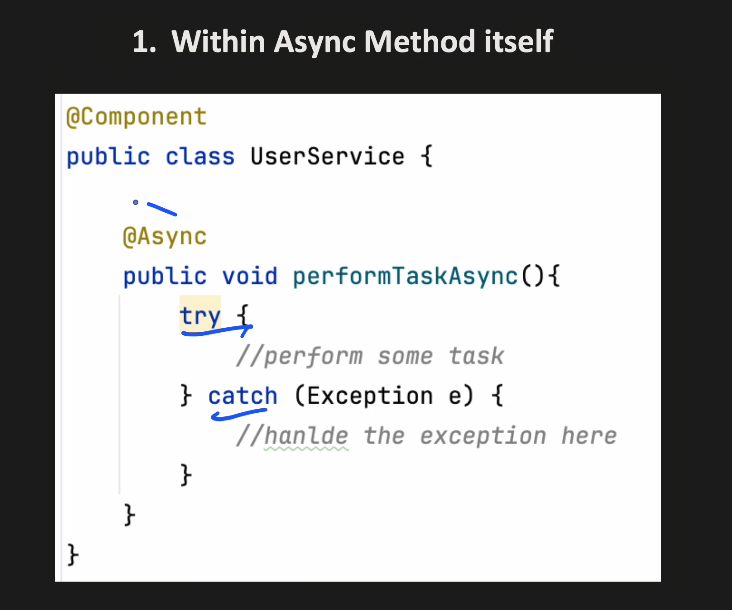 1. Within Async Method itself
@Component
public class UserService {
@Async
public void performTaskAsync(){
try {
//perform some task
} catch (Exception e) {
//hanlde the exception here
}
}
}